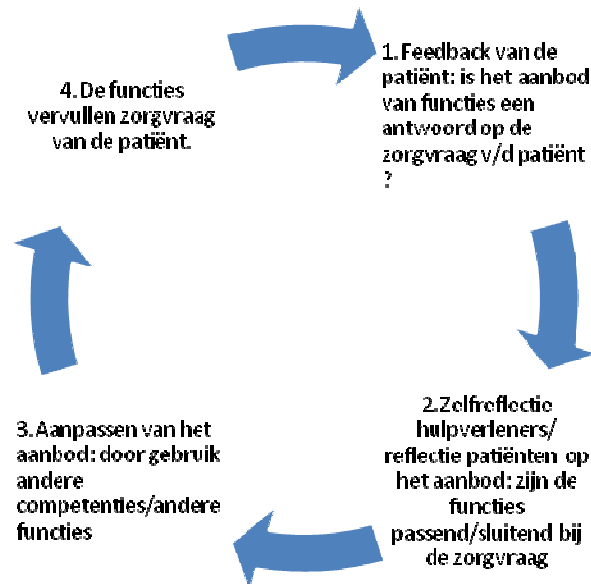 1.Feedback van de
patiënt: is het aanbod
van functies een
antwoord op de
zorgvraag v/d patiënt
?
2.Zelfreflectie
hulpverleners/
reflectie patiënten op
het aanbod: zijn de
functies
passend/sluitend bij
de zorgvraag
3.Aanpassen van het
aanbod: door gebruik
andere
competenties/andere
functies
4.De functies
vervullen zorgvraag
van de patiënt.